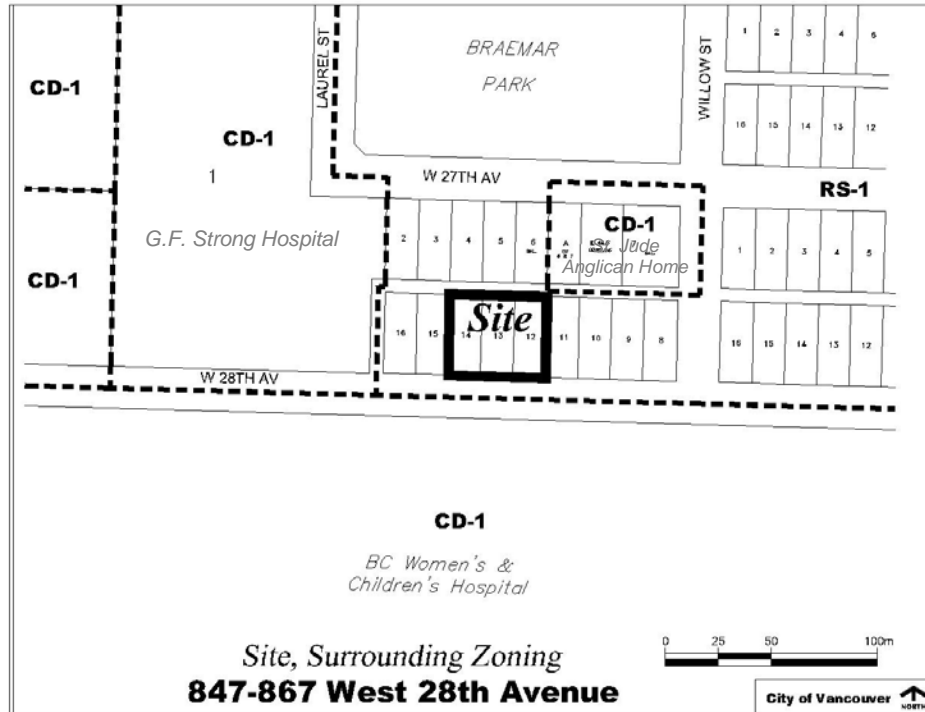 CD-1
CD-1
CD-1
1
G.F. Strong Hospital
LAUREL ST
BRAEMAR
PARK
WILLOW ST
1 2 3 4
16 15 14 13 12
W 27TH AV
RS-1
2 3 4 5 6 A
CD-1
Jude
Anglican Home
1 2 3 4 5
16 15 14 13 12 11 10 9 8
Site
16 15 14 13 12
W 28TH AV
CD-1
BC Women's &
Children's Hospital
Site, Surrounding Zoning
847-867 West 28th Avenue
0 25 50 100m
City of Vancouver
NORTH